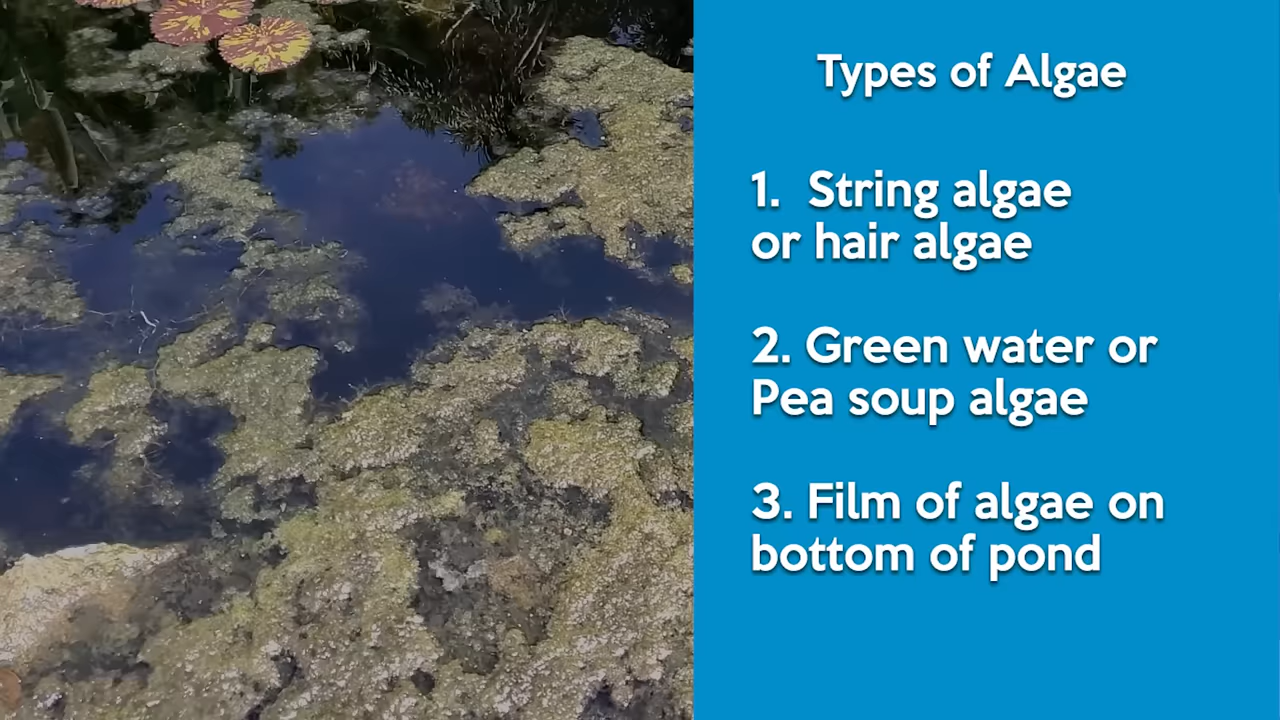 Types of Algae
1. String algae
or hair algae
2. Green water or
Pea soup algae
3. Film of algae on
bottom of pond